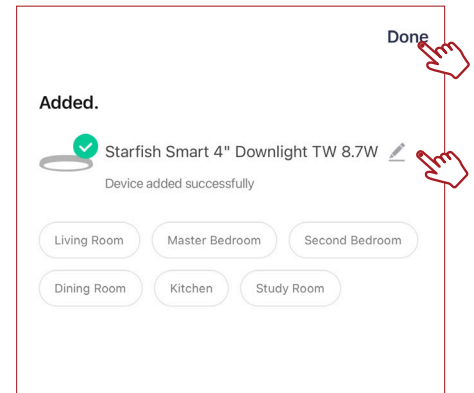 Done
Added.
Starfish Smart 4" Downlight TW 8.7W
Device added successfully
Living Room Master Bedroom Second Bedroom
Dining Room Kitchen Study Room